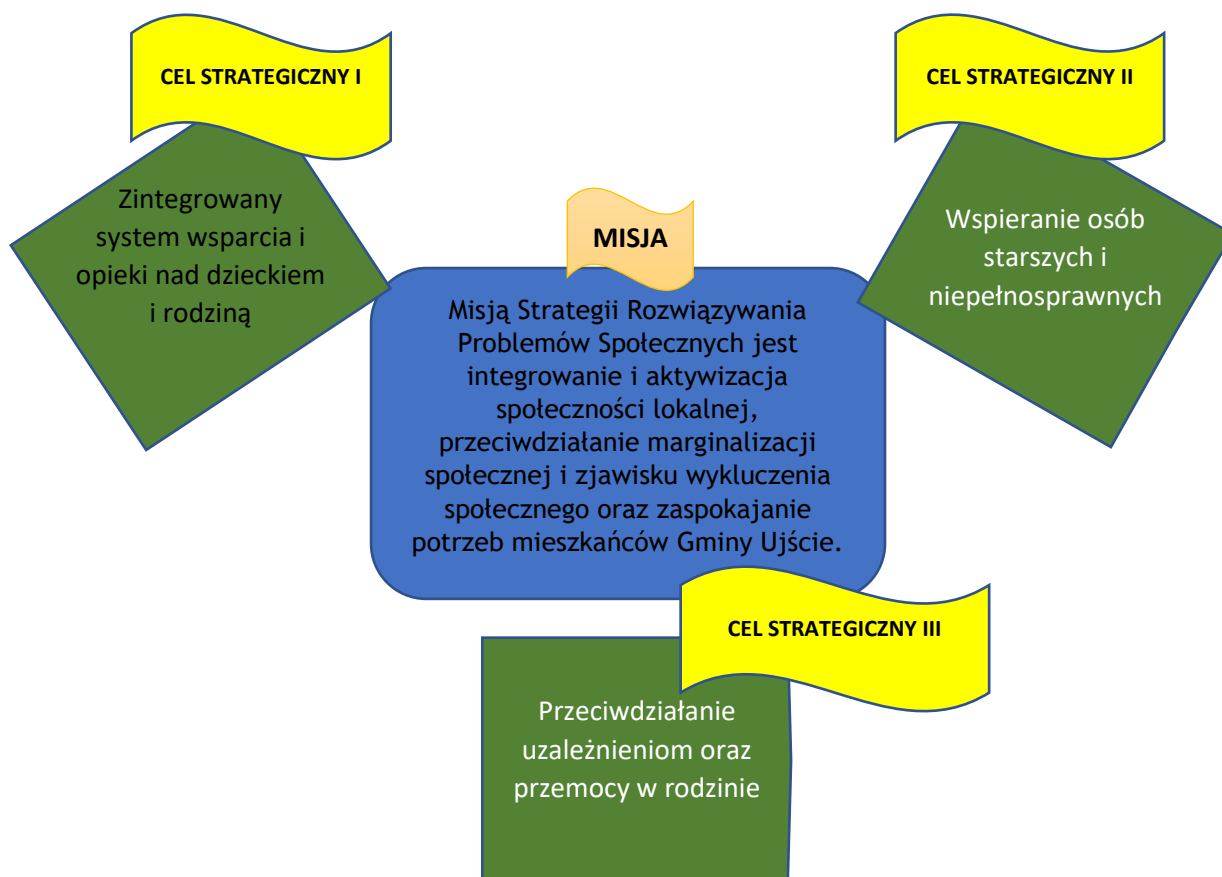 CEL STRATEGICZNY I
Zintegrowany
system wsparcia i
opieki nad dzieckiem
i rodziną
CEL STRATEGICZNY II
Wspieranie osób
starszych i
niepełnosprawnych
MISJA
Misją Strategii Rozwiązywania
Problemów Społecznych jest
integrowanie i aktywizacja
społeczności lokalnej,
przeciwdziałanie marginalizacji
społecznej i zjawisku wykluczenia
społecznego oraz zaspokajanie
potrzeb mieszkańców Gminy Ujście.
CEL STRATEGICZNY III
Przeciwdziałanie
uzależnieniom oraz
przemocy w rodzinie